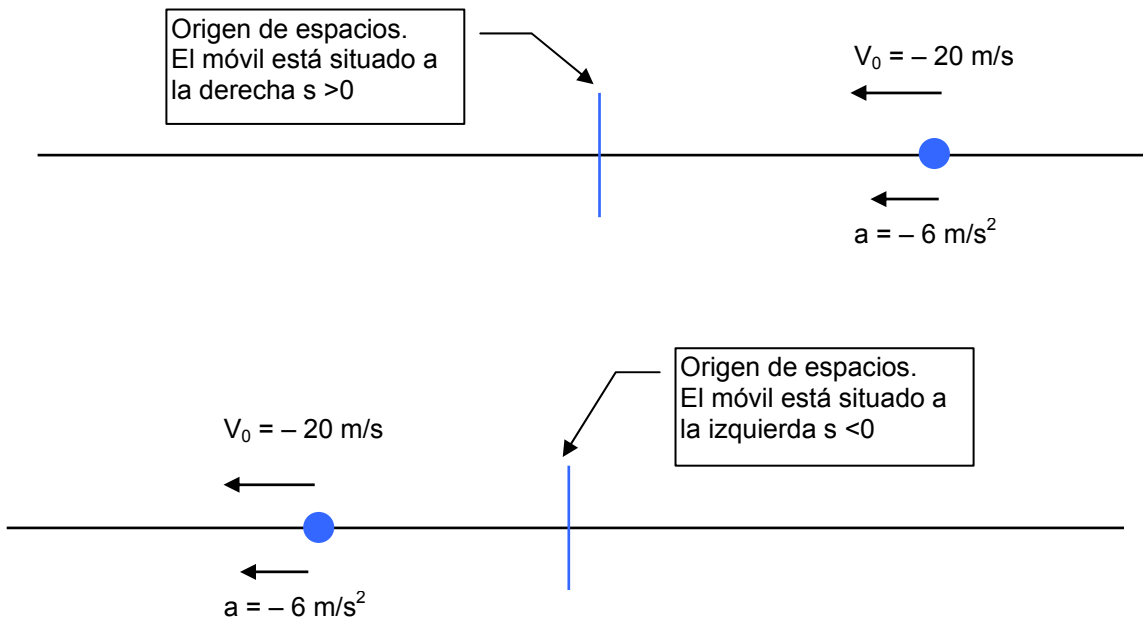 Origen de espacios.
El móvil está situado a
la derecha s >0
V₀ = – 20 m/s
a = – 6 m/s²
Origen de espacios.
El móvil está situado a
la izquierda s <0
V₀ = – 20 m/s
a = – 6 m/s²